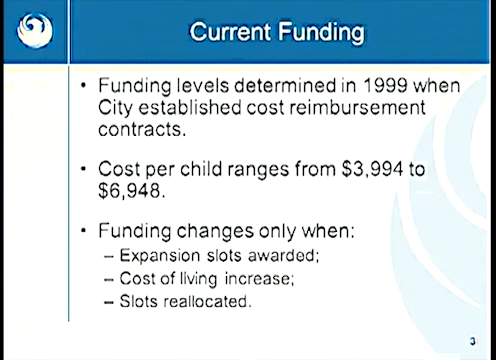 Current Funding
• Funding levels determined in 1999 when
City established cost reimbursement
contracts.
• Cost per child ranges from $3,994 to
$6,948.
• Funding changes only when:
– Expansion slots awarded;
– Cost of living increase;
– Slots reallocated.
3